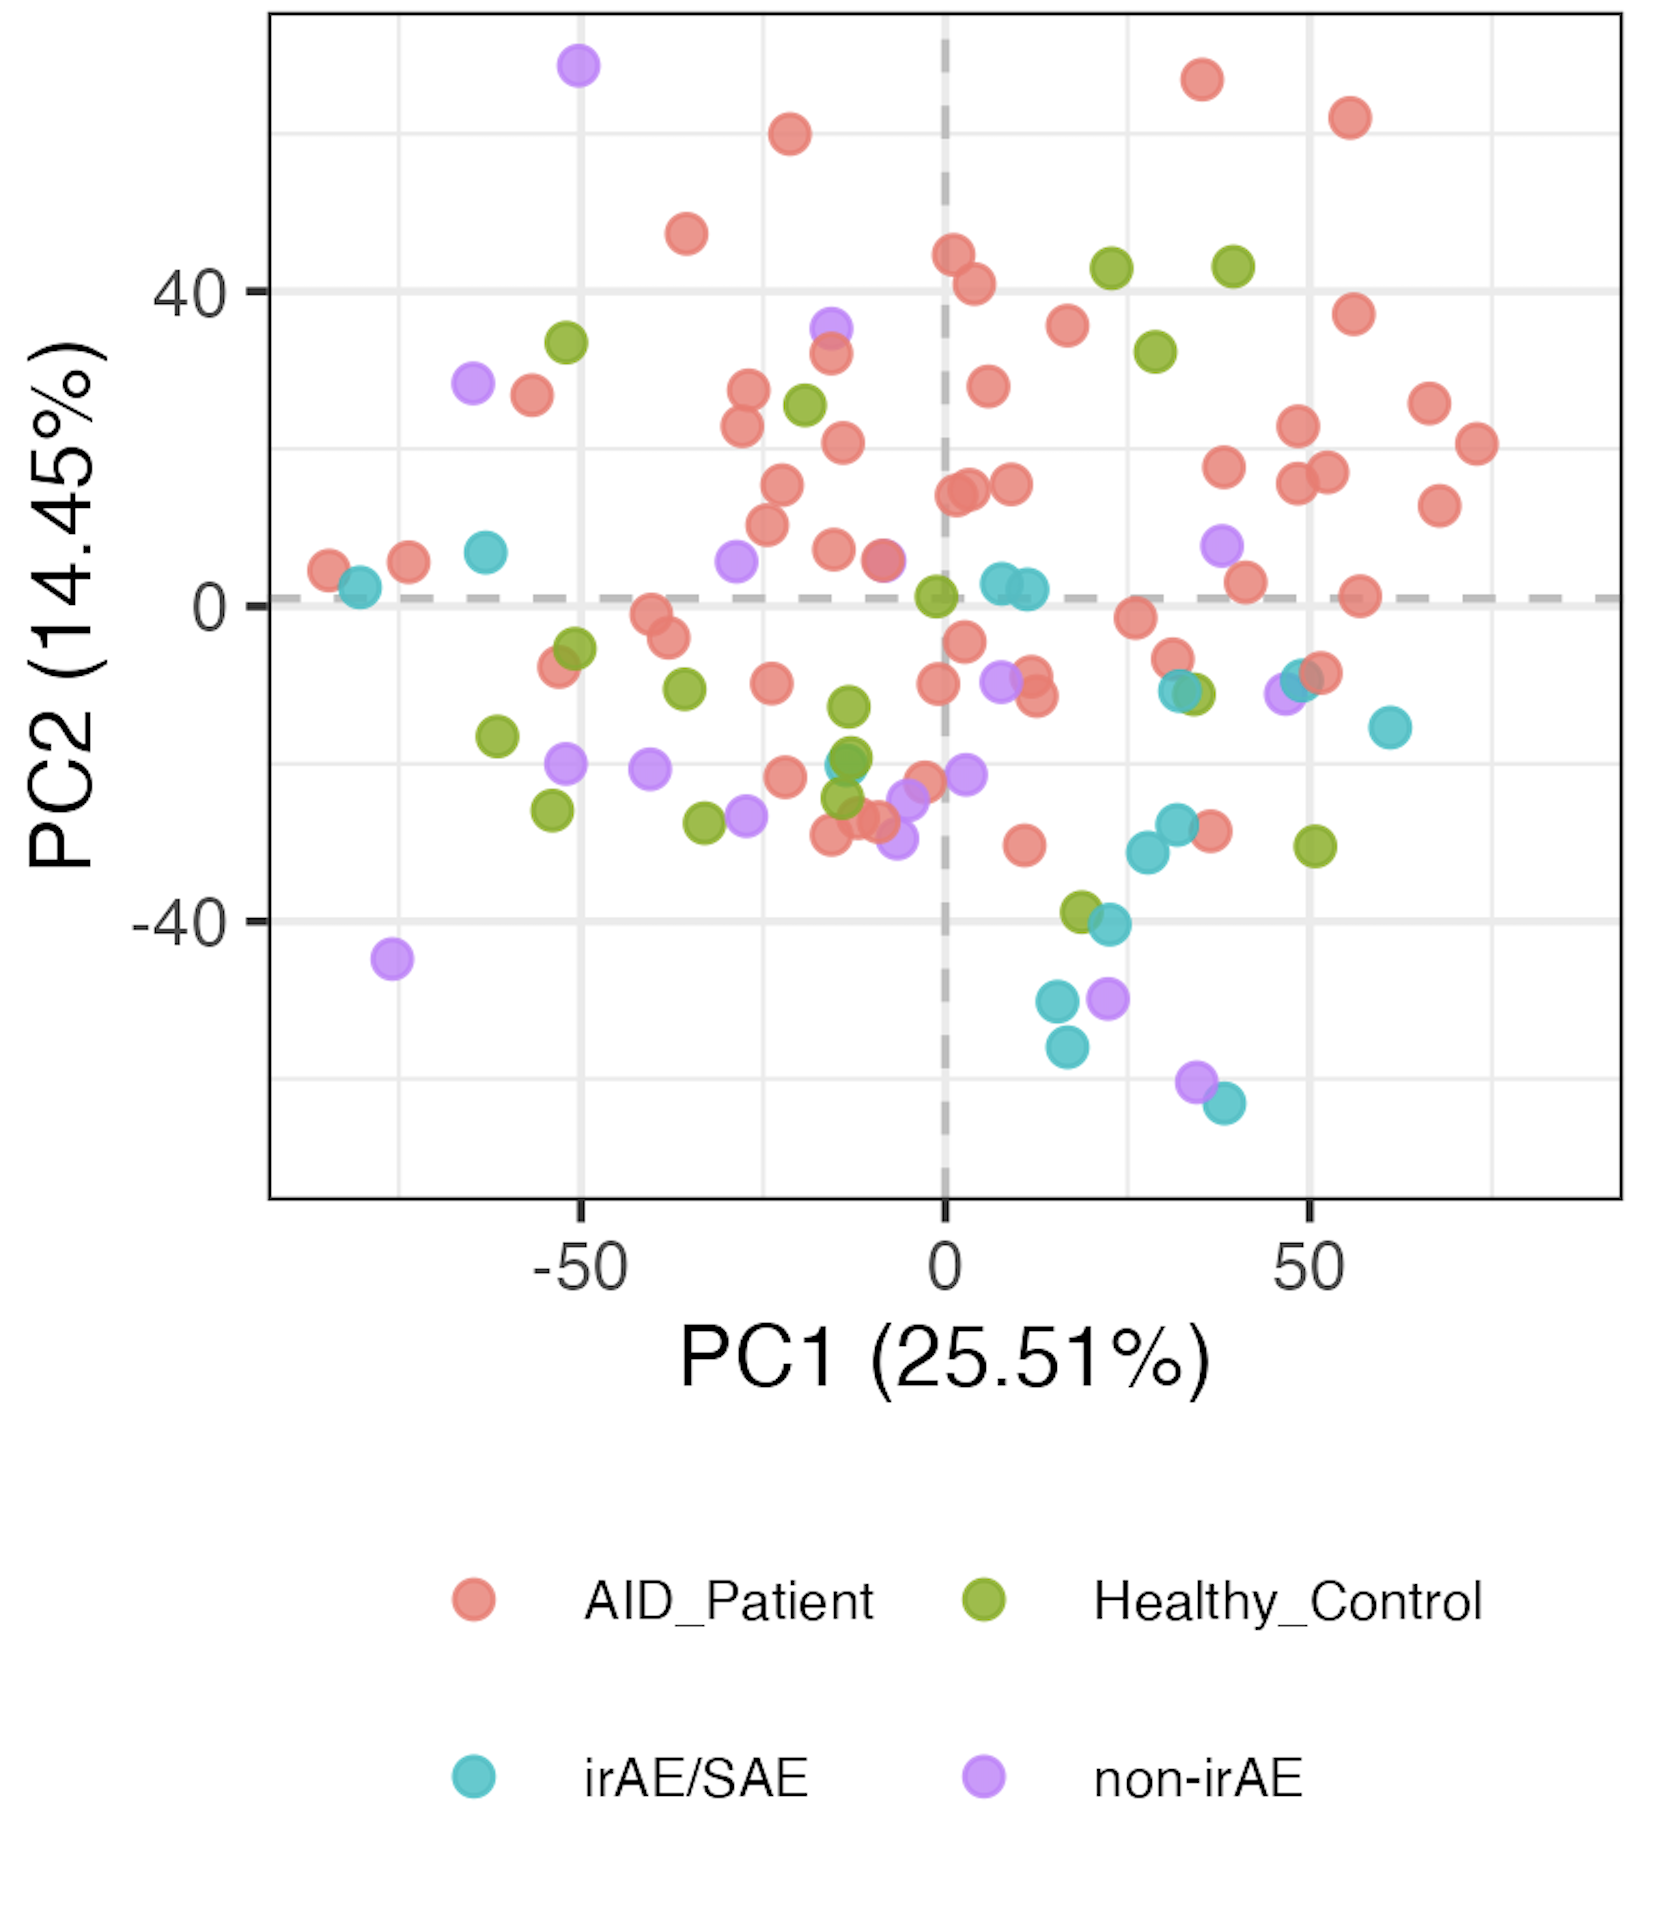 PC2 (14.45%)
40
0
-40
-50 0 50
PC1 (25.51%)
AID_Patient Healthy_Control
irAE/SAE non-irAE